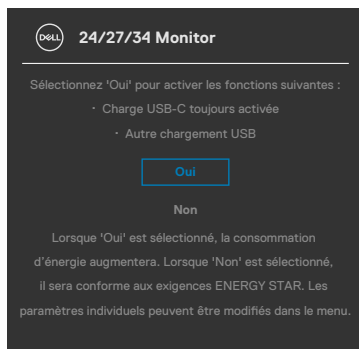 DELL
24/27/34 Monitor
Sélectionnez 'Oui' pour activer les fonctions suivantes :
· Charge USB-C toujours activée
· Autre chargement USB
Oui
Non
Lorsque 'Oui' est sélectionné, la consommation
d'énergie augmentera. Lorsque 'Non' est sélectionné,
il sera conforme aux exigences ENERGY STAR. Les
paramètres individuels peuvent être modifiés dans le menu.